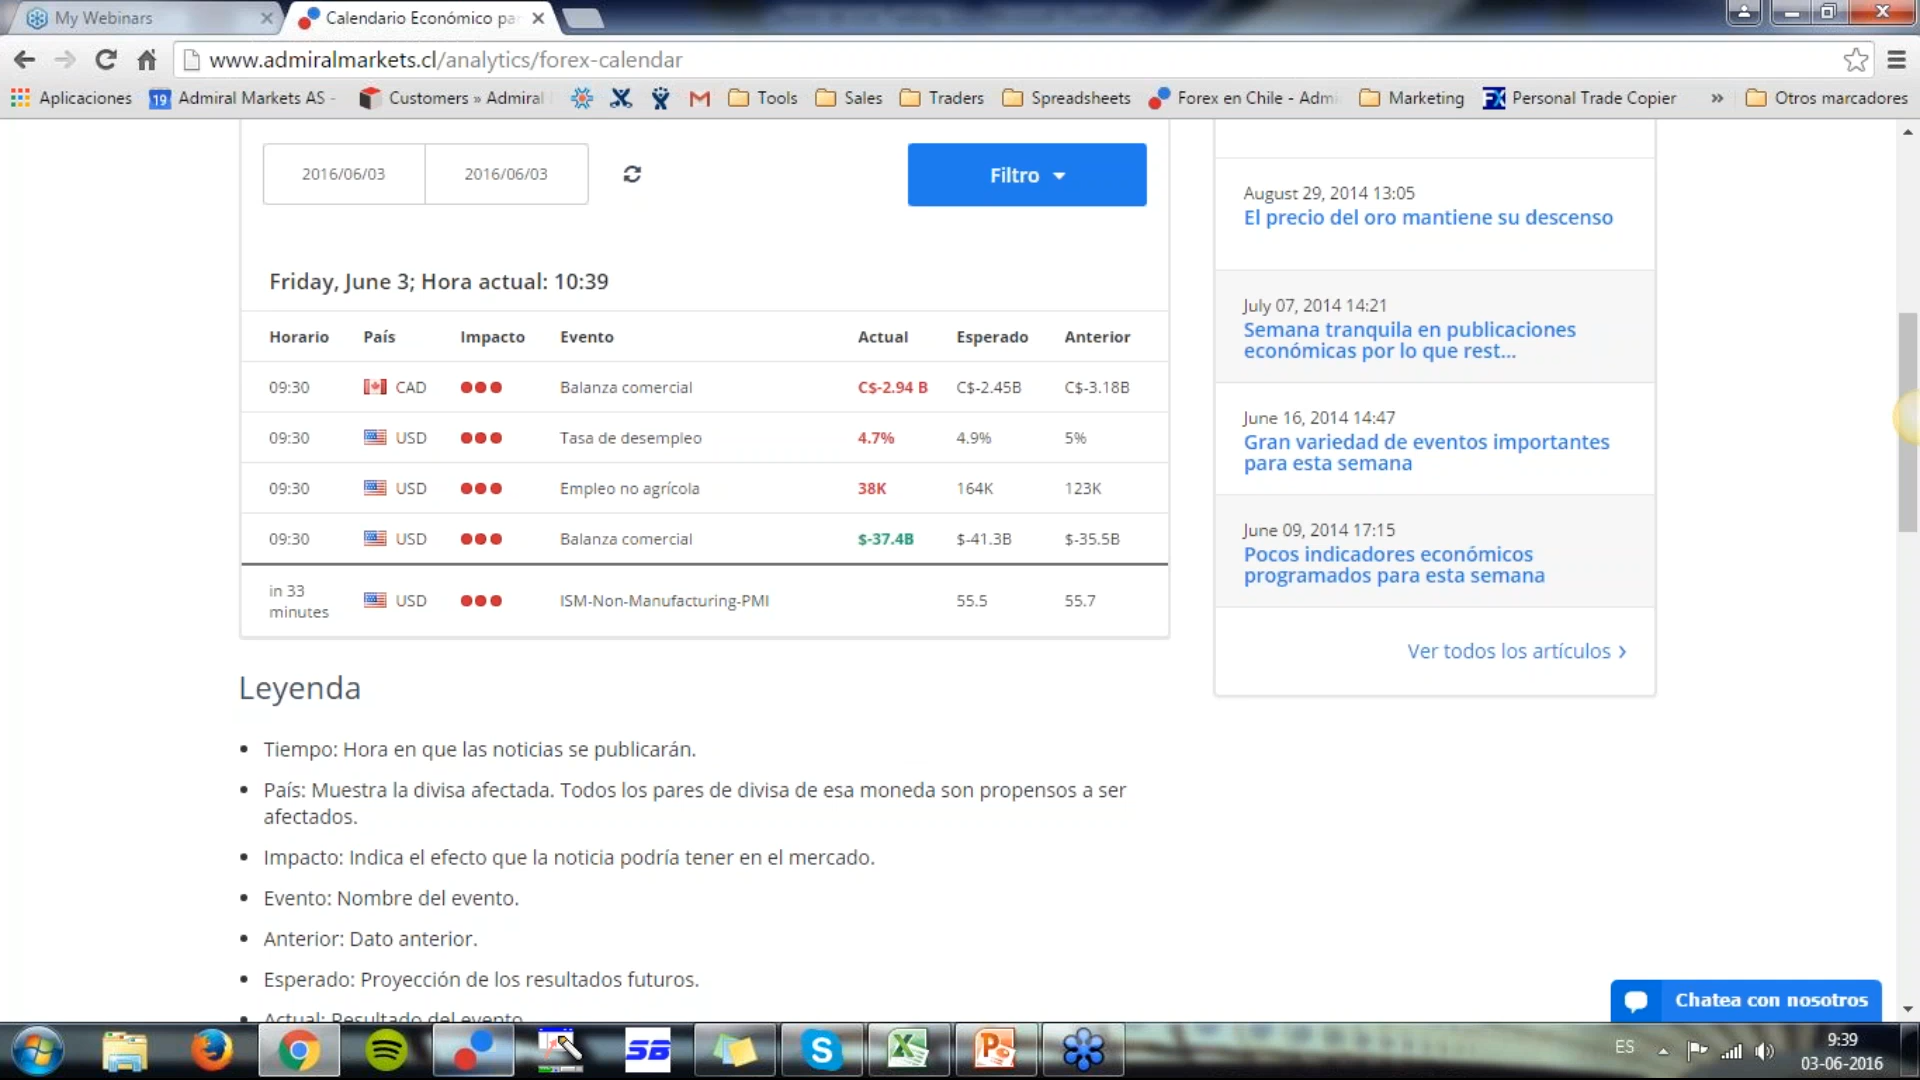 My Webinars
Calendario Económico pa
www.admiralmarkets.cl/analytics/forex-calendar
Aplicaciones 19 Admiral Markets AS - Customers » Admiral Tools Sales Traders Spreadsheets Forex en Chile - Admi Marketing FX Personal Trade Copier » Otros marcadores
2016/06/03 2016/06/03 Filtro
Friday, June 3; Hora actual: 10:39
Horario País Impacto Evento Actual Esperado Anterior
09:30 CAD Balanza comercial C$-2.94 B C$-2.45B C$-3.18B
09:30 USD Tasa de desempleo 4.7% 4.9% 5%
09:30 USD Empleo no agrícola 38K 164K 123K
09:30 USD Balanza comercial $-37.4B $-41.3B $-35.5B
in 33
minutes USD ISM-Non-Manufacturing-PMI 55.5 55.7
August 29, 2014 13:05
El precio del oro mantiene su descenso
July 07, 2014 14:21
Semana tranquila en publicaciones
económicas por lo que rest...
June 16, 2014 14:47
Gran variedad de eventos importantes
para esta semana
June 09, 2014 17:15
Pocos indicadores económicos
programados para esta semana
Ver todos los artículos ›
Leyenda
• Tiempo: Hora en que las noticias se publicarán.
• País: Muestra la divisa afectada. Todos los pares de divisa de esa moneda son propensos a ser
afectados.
• Impacto: Indica el efecto que la noticia podría tener en el mercado.
• Evento: Nombre del evento.
• Anterior: Dato anterior.
• Esperado: Proyección de los resultados futuros.
• Actual: Resultado del evento
Chatea con nosotros
SB
ES
9:39
03-06-2016